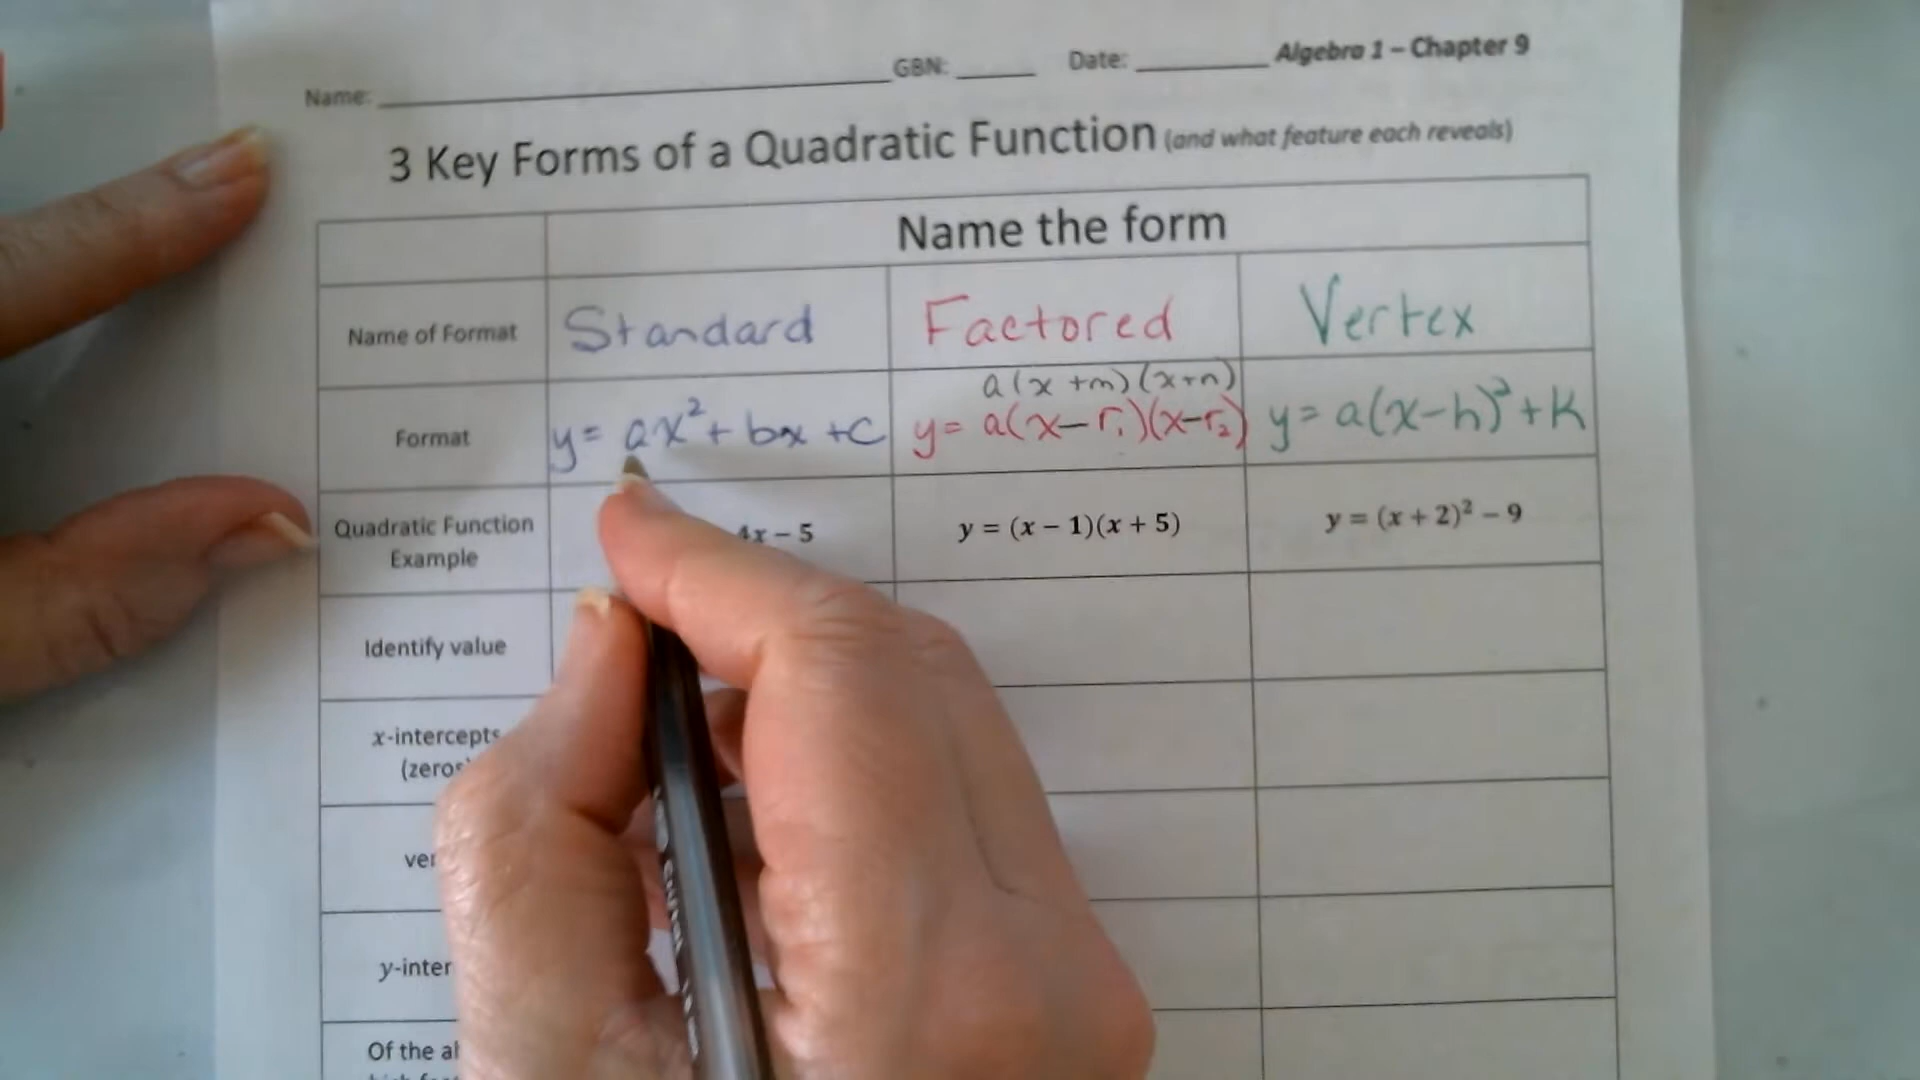 Name: GBN: Date: Algebra 1 – Chapter 9
3 Key Forms of a Quadratic Function (and what feature each reveals)
Name the form
Name of Format Standard Factored Vertex
a(x+m)(x+n)
Format y= ax²+bx+c y= a(x-r₁)(x-r₂) y= a(x-h)²+k
Quadratic Function
Example
4x – 5 y = (x – 1)(x + 5) y = (x + 2)² – 9
Identify value
x-intercepts
(zeros)
y-inter
Of the